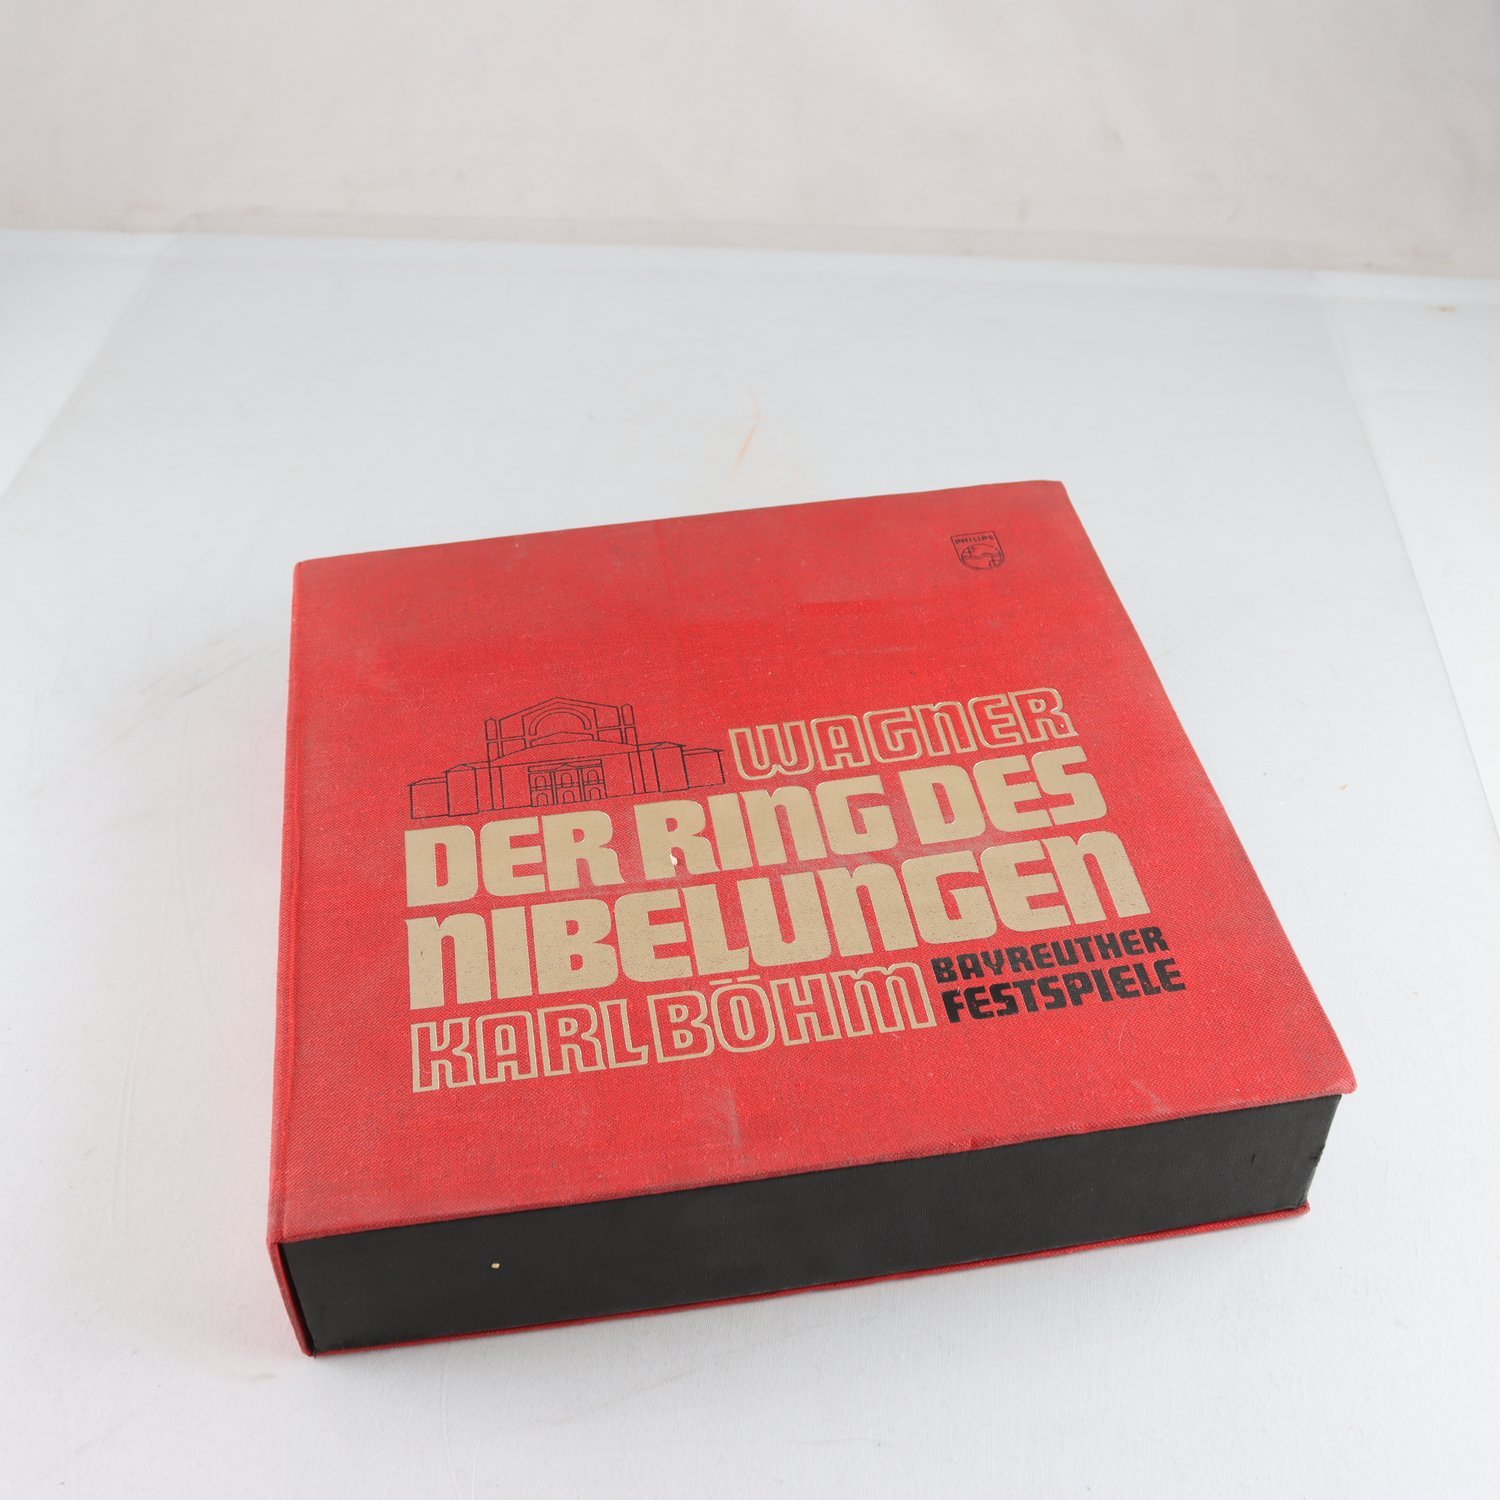 PHILIPS
WAGNER
DER RING DES
NIBELUNGEN
KARL BÖHM
BAYREUTHER
FESTSPIELE